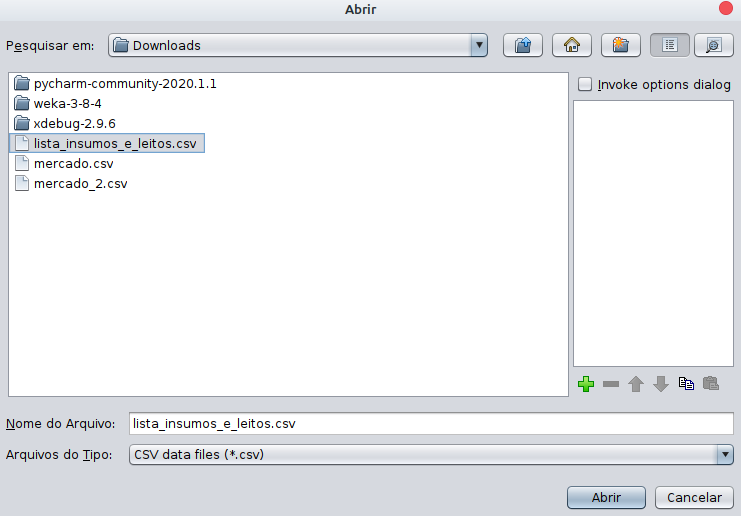 Abrir
Pesquisar em: Downloads
pycharm-community-2020.1.1
weka-3-8-4
xdebug-2.9.6
lista_insumos_e_leitos.csv
mercado.csv
mercado_2.csv
Invoke options dialog
Nome do Arquivo: lista_insumos_e_leitos.csv
Arquivos do Tipo: CSV data files (*.csv)
Abrir Cancelar